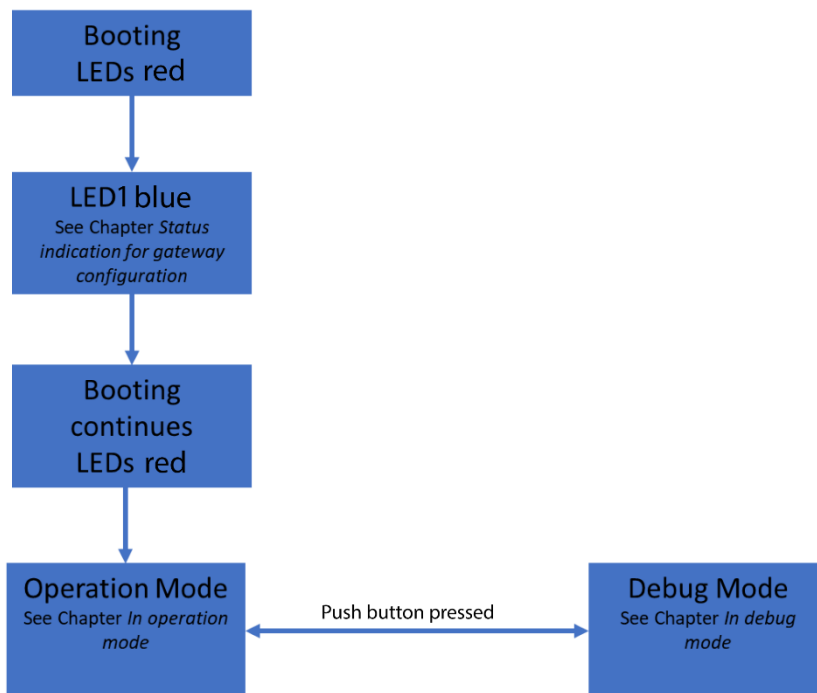 Booting
LEDs red
LED1 blue
See Chapter Status
indication for gateway
configuration
Booting
continues
LEDs red
Operation Mode
See Chapter In operation
mode
Push button pressed
Debug Mode
See Chapter In debug
mode